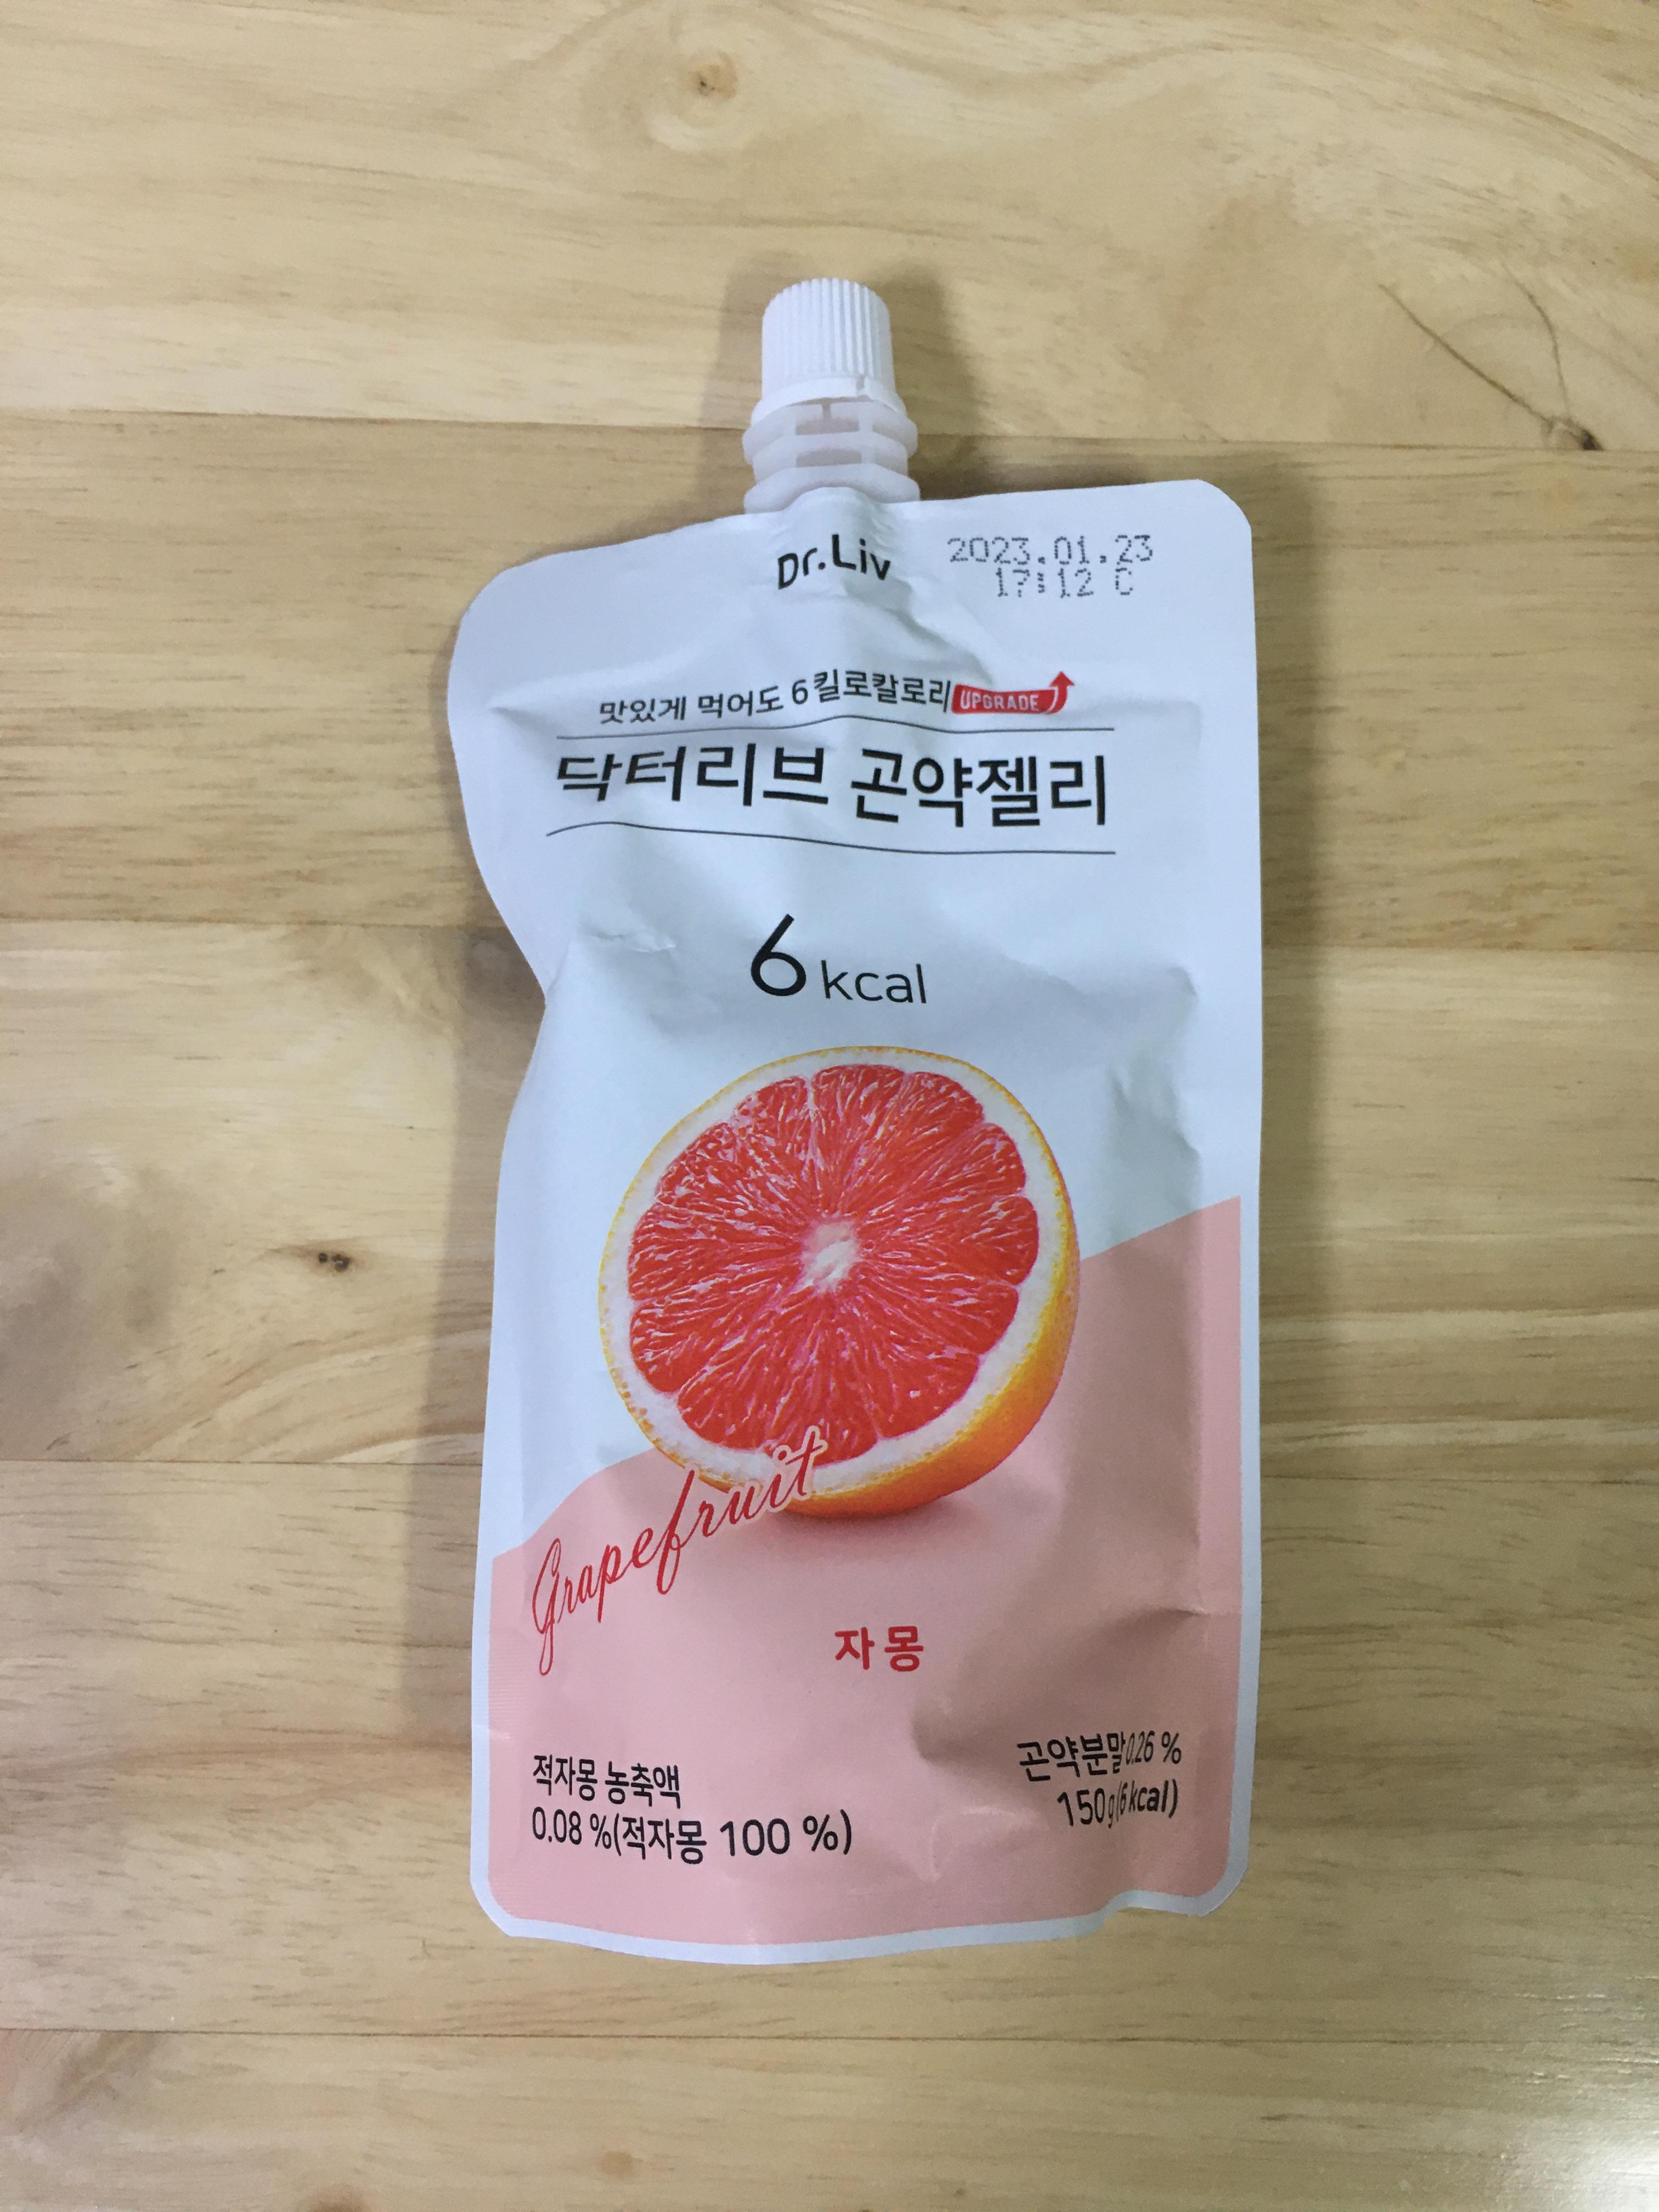 Dr.Liv
2023.01.23
17:12 C
맛있게 먹어도 6킬로칼로리 UPGRADE
닥터리브 곤약젤리
6 kcal
Grapefruit
자몽
적자몽 농축액
0.08 %(적자몽 100 %)
곤약분말 0.26 %
150g(6 kcal)